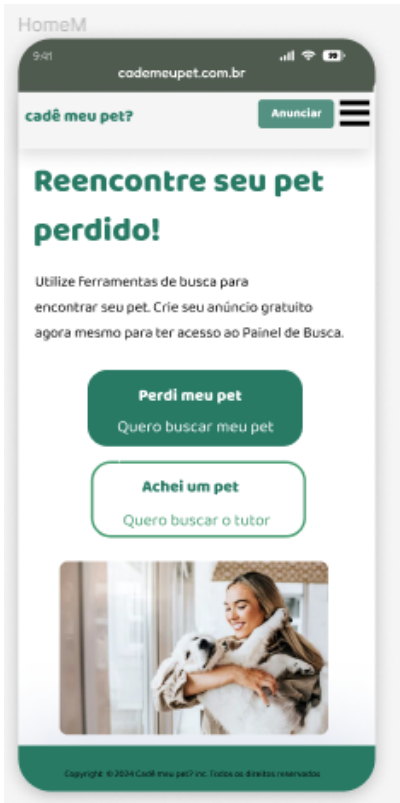 HomeM
9:41
cademeupet.com.br
cadê meu pet?
Anunciar
Reencontre seu pet
perdido!
Utilize ferramentas de busca para
encontrar seu pet. Crie seu anúncio gratuito
agora mesmo para ter acesso ao Painel de Busca.
Perdi meu pet
Quero buscar meu pet
Achei um pet
Quero buscar o tutor
Copyright © 2024 Cadê meu pet? inc. Todos os direitos reservados